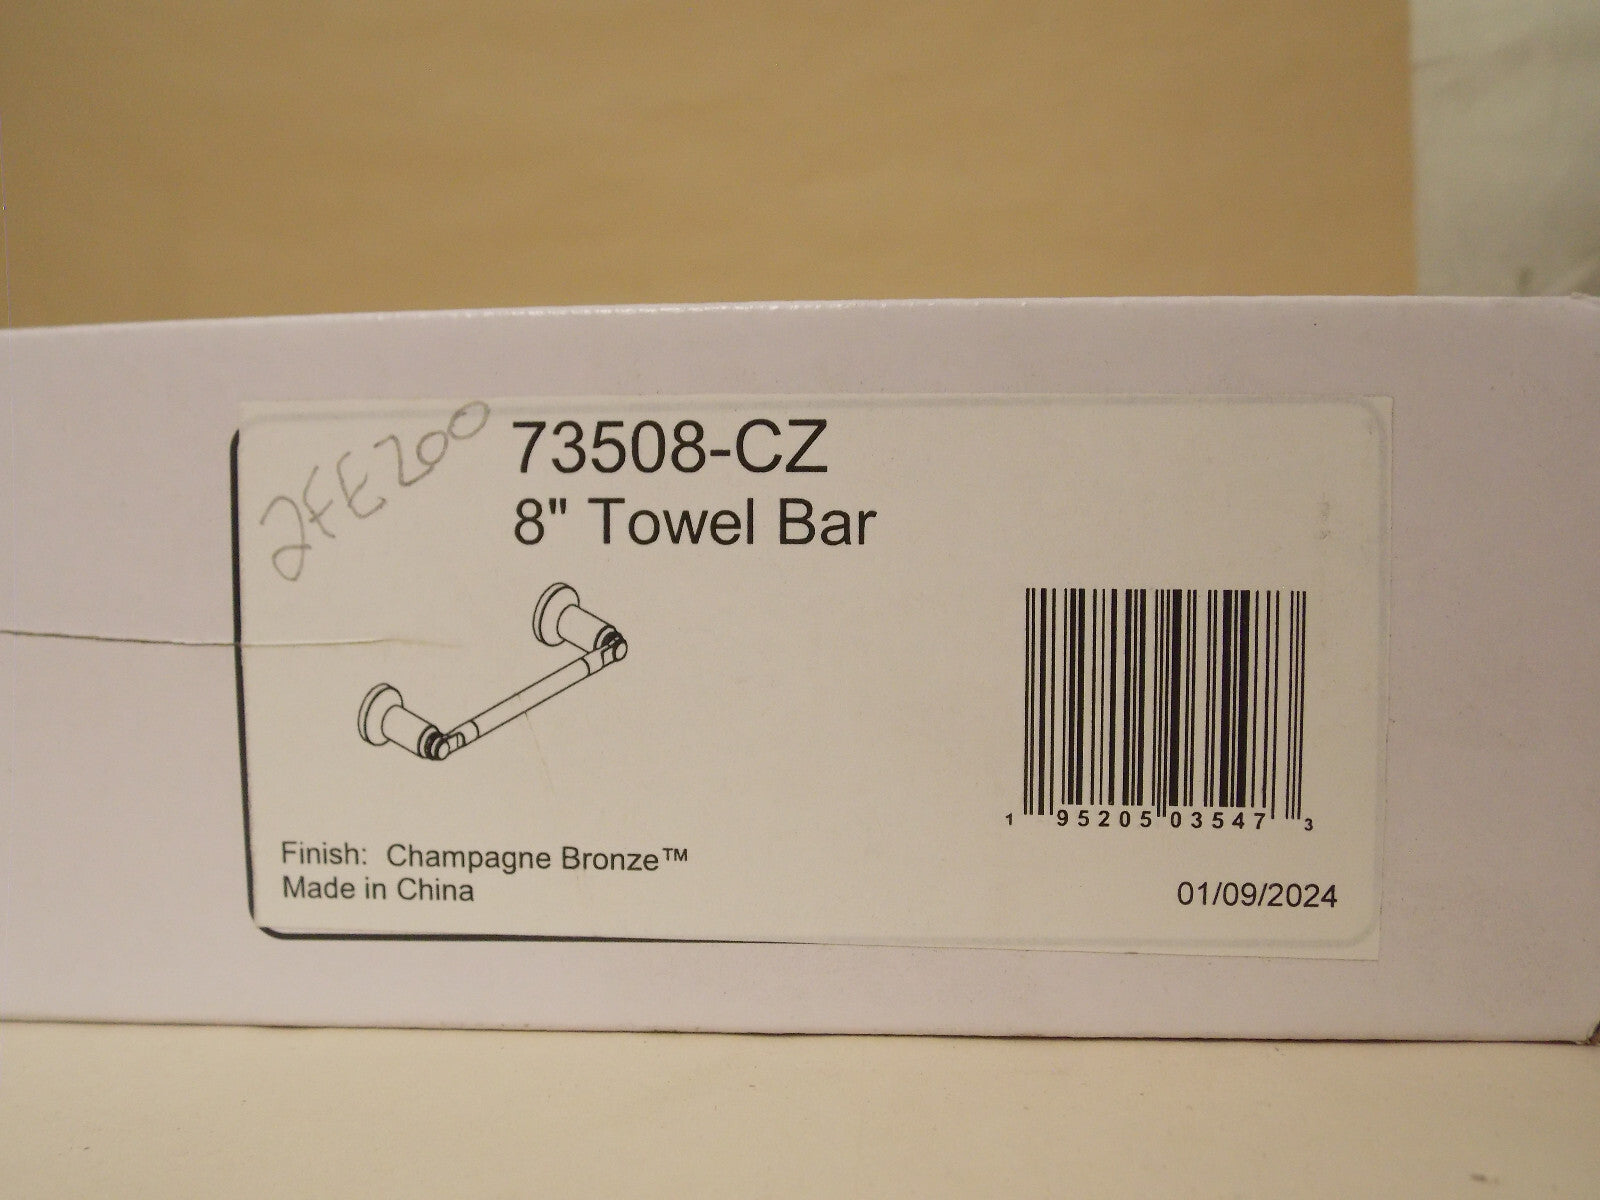 2FE200
73508-CZ
8" Towel Bar
1 95205 03547 3
Finish: Champagne Bronze™
Made in China
01/09/2024